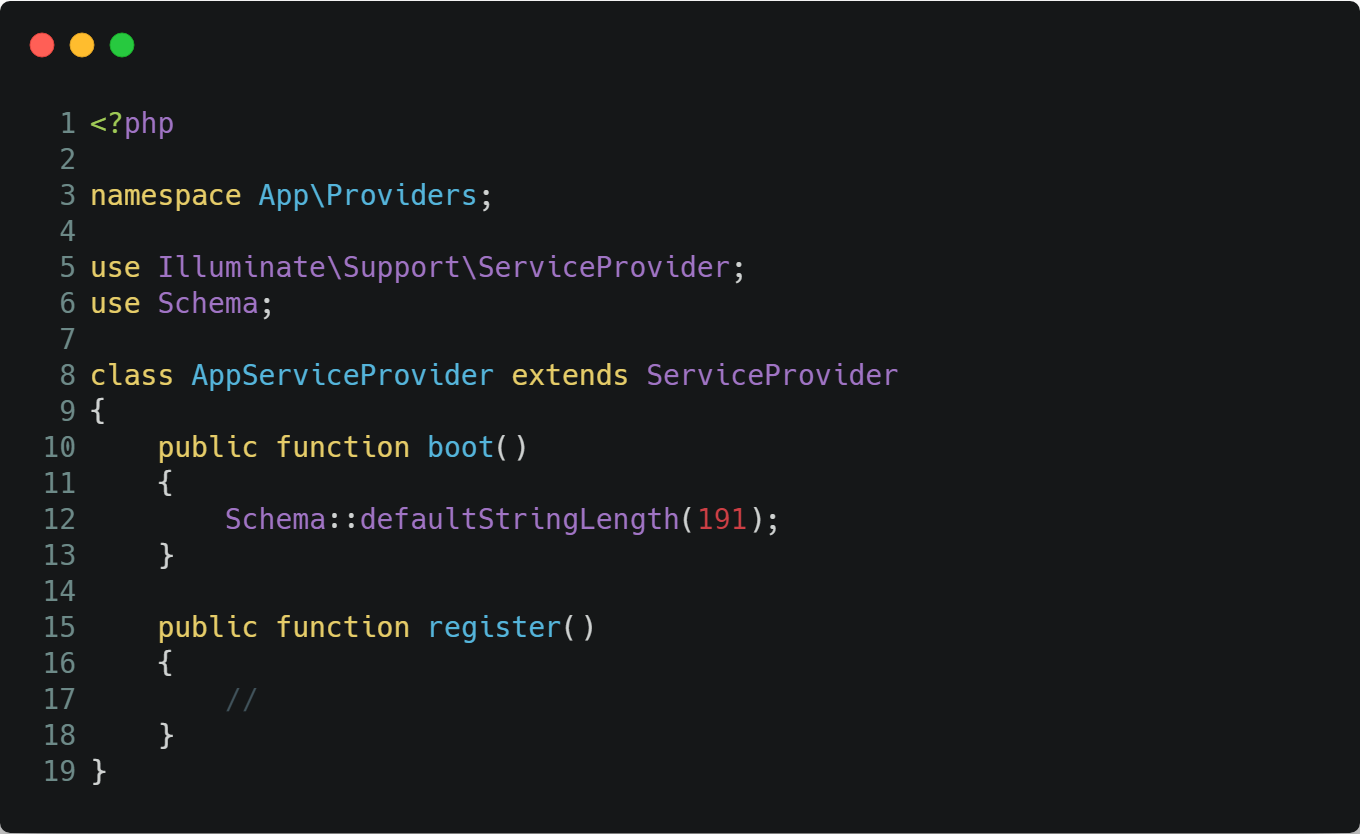 1 <?php
2
3 namespace App\Providers;
4
5 use Illuminate\Support\ServiceProvider;
6 use Schema;
7
8 class AppServiceProvider extends ServiceProvider
9 {
10     public function boot()
11     {
12         Schema::defaultStringLength(191);
13     }
14
15     public function register()
16     {
17         //
18     }
19 }